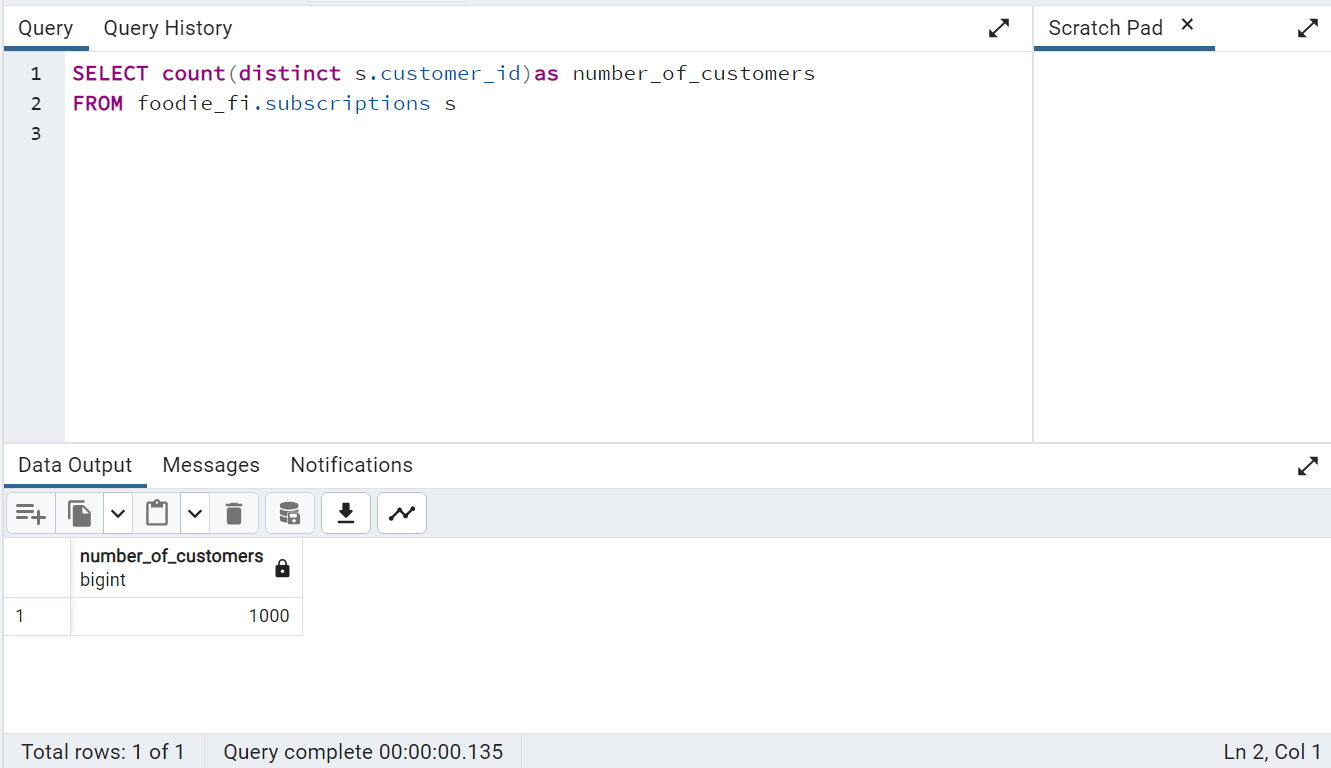 Query Query History Scratch Pad ×
1 SELECT count(distinct s.customer_id)as number_of_customers
2 FROM foodie_fi.subscriptions s
3
Data Output Messages Notifications
number_of_customers
bigint
1 1000
Total rows: 1 of 1 Query complete 00:00:00.135 Ln 2, Col 1